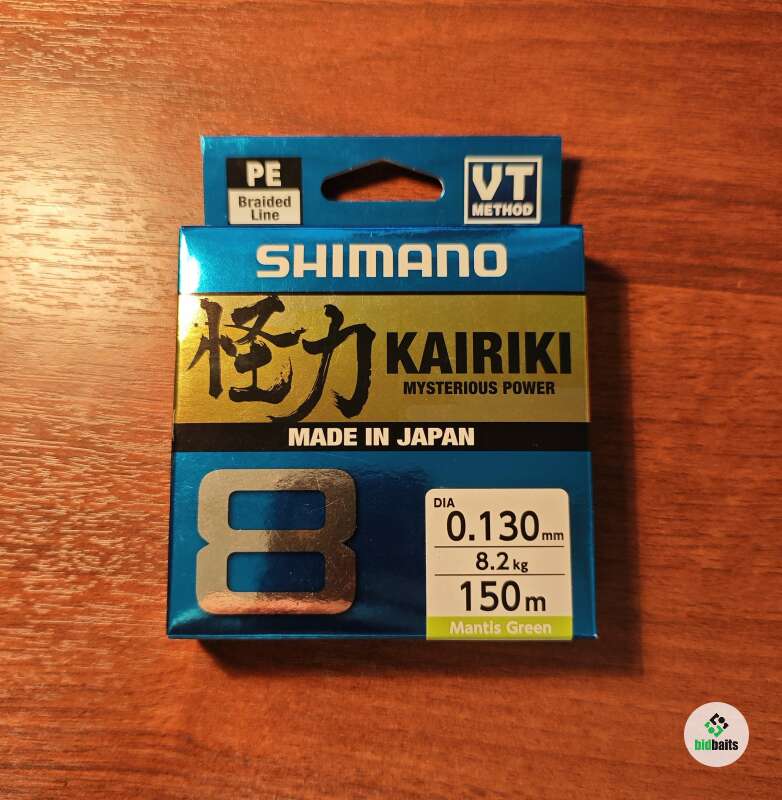 PE
Braided
Line
VT
METHOD
SHIMANO
怪力 KAIRIKI
MYSTERIOUS POWER
MADE IN JAPAN
8
DIA
0.130mm
8.2kg
150m
Mantis Green
bidbaits